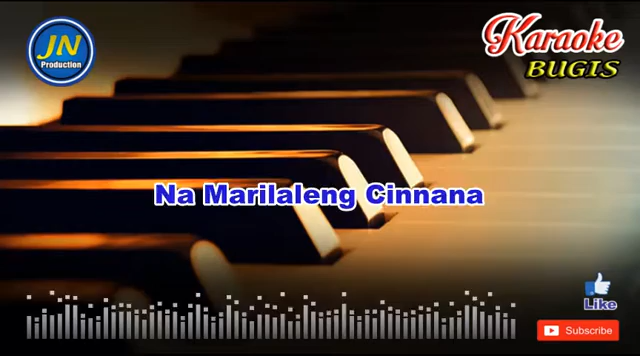 JN
Production
Karaoke
BUGIS
Na Marilaleng Cinnana
Like
Subscribe